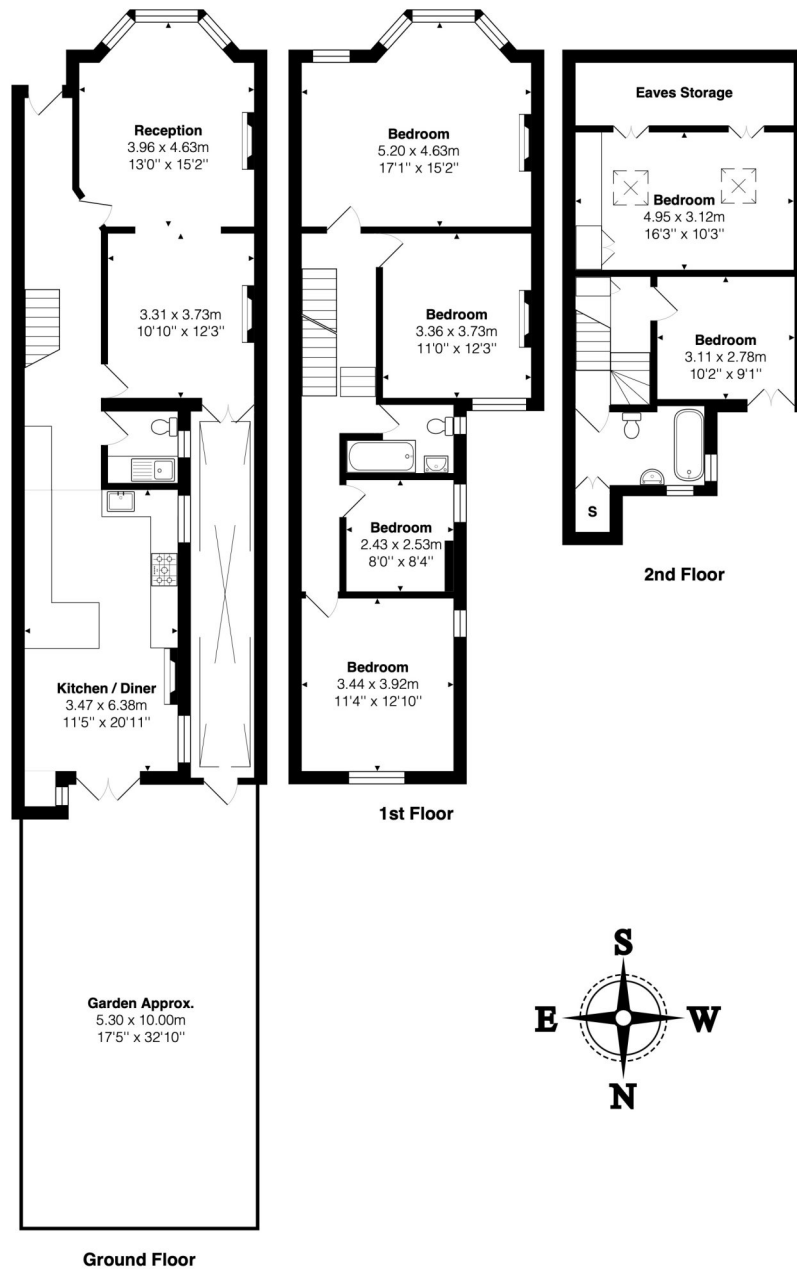 Reception
3.96 x 4.63m
13'0" x 15'2"
3.31 x 3.73m
10'10" x 12'3"
Kitchen / Diner
3.47 x 6.38m
11'5" x 20'11"
Garden Approx.
5.30 x 10.00m
17'5" x 32'10"
Ground Floor
Bedroom
5.20 x 4.63m
17'1" x 15'2"
Bedroom
3.36 x 3.73m
11'0" x 12'3"
Bedroom
2.43 x 2.53m
8'0" x 8'4"
Bedroom
3.44 x 3.92m
11'4" x 12'10"
1st Floor
Eaves Storage
Bedroom
4.95 x 3.12m
16'3" x 10'3"
Bedroom
3.11 x 2.78m
10'2" x 9'1"
S
2nd Floor
S
E W
N